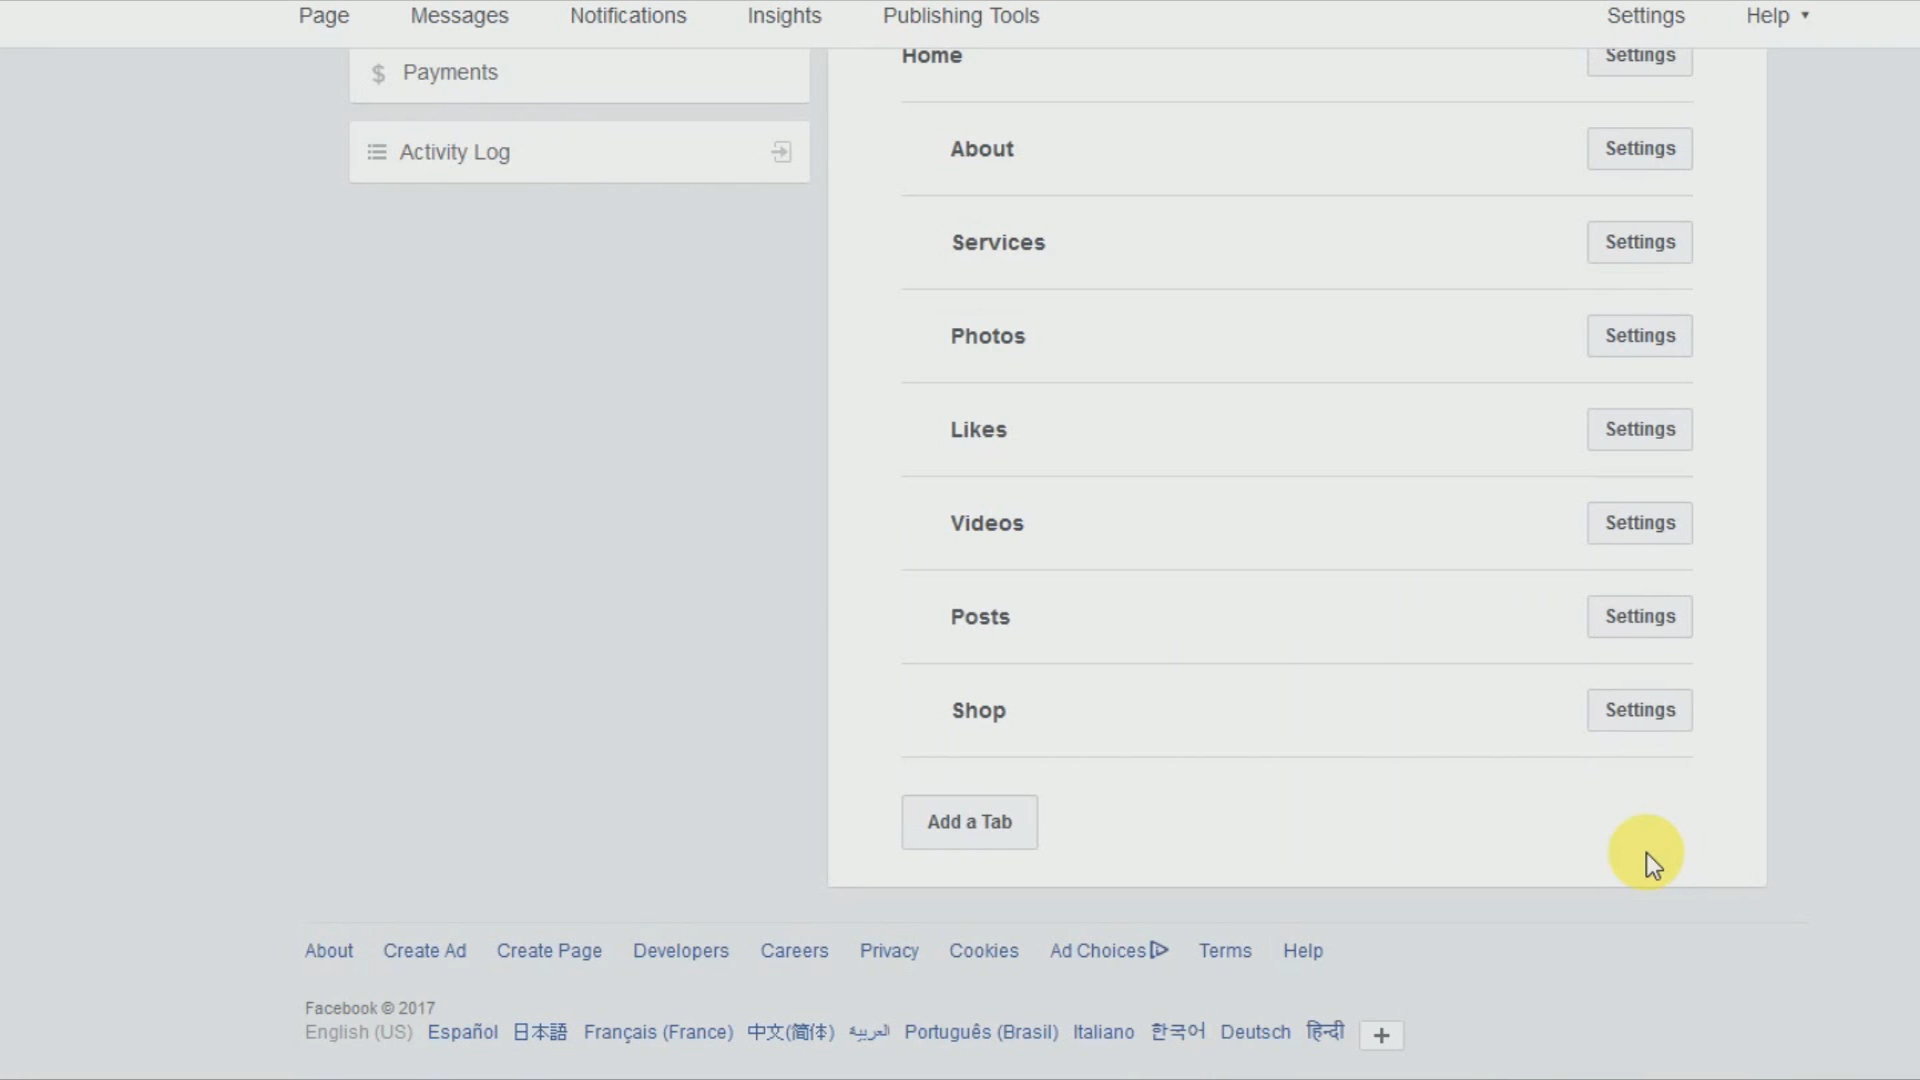 Page Messages Notifications Insights Publishing Tools Settings Help
Home Settings
$ Payments
Activity Log
About Settings
Services Settings
Photos Settings
Likes Settings
Videos Settings
Posts Settings
Shop Settings
Add a Tab
About Create Ad Create Page Developers Careers Privacy Cookies Ad Choices Terms Help
Facebook © 2017
English (US) Español 日本語 Français (France) 中文(简体) العربية Português (Brasil) Italiano 한국어 Deutsch हिन्दी +